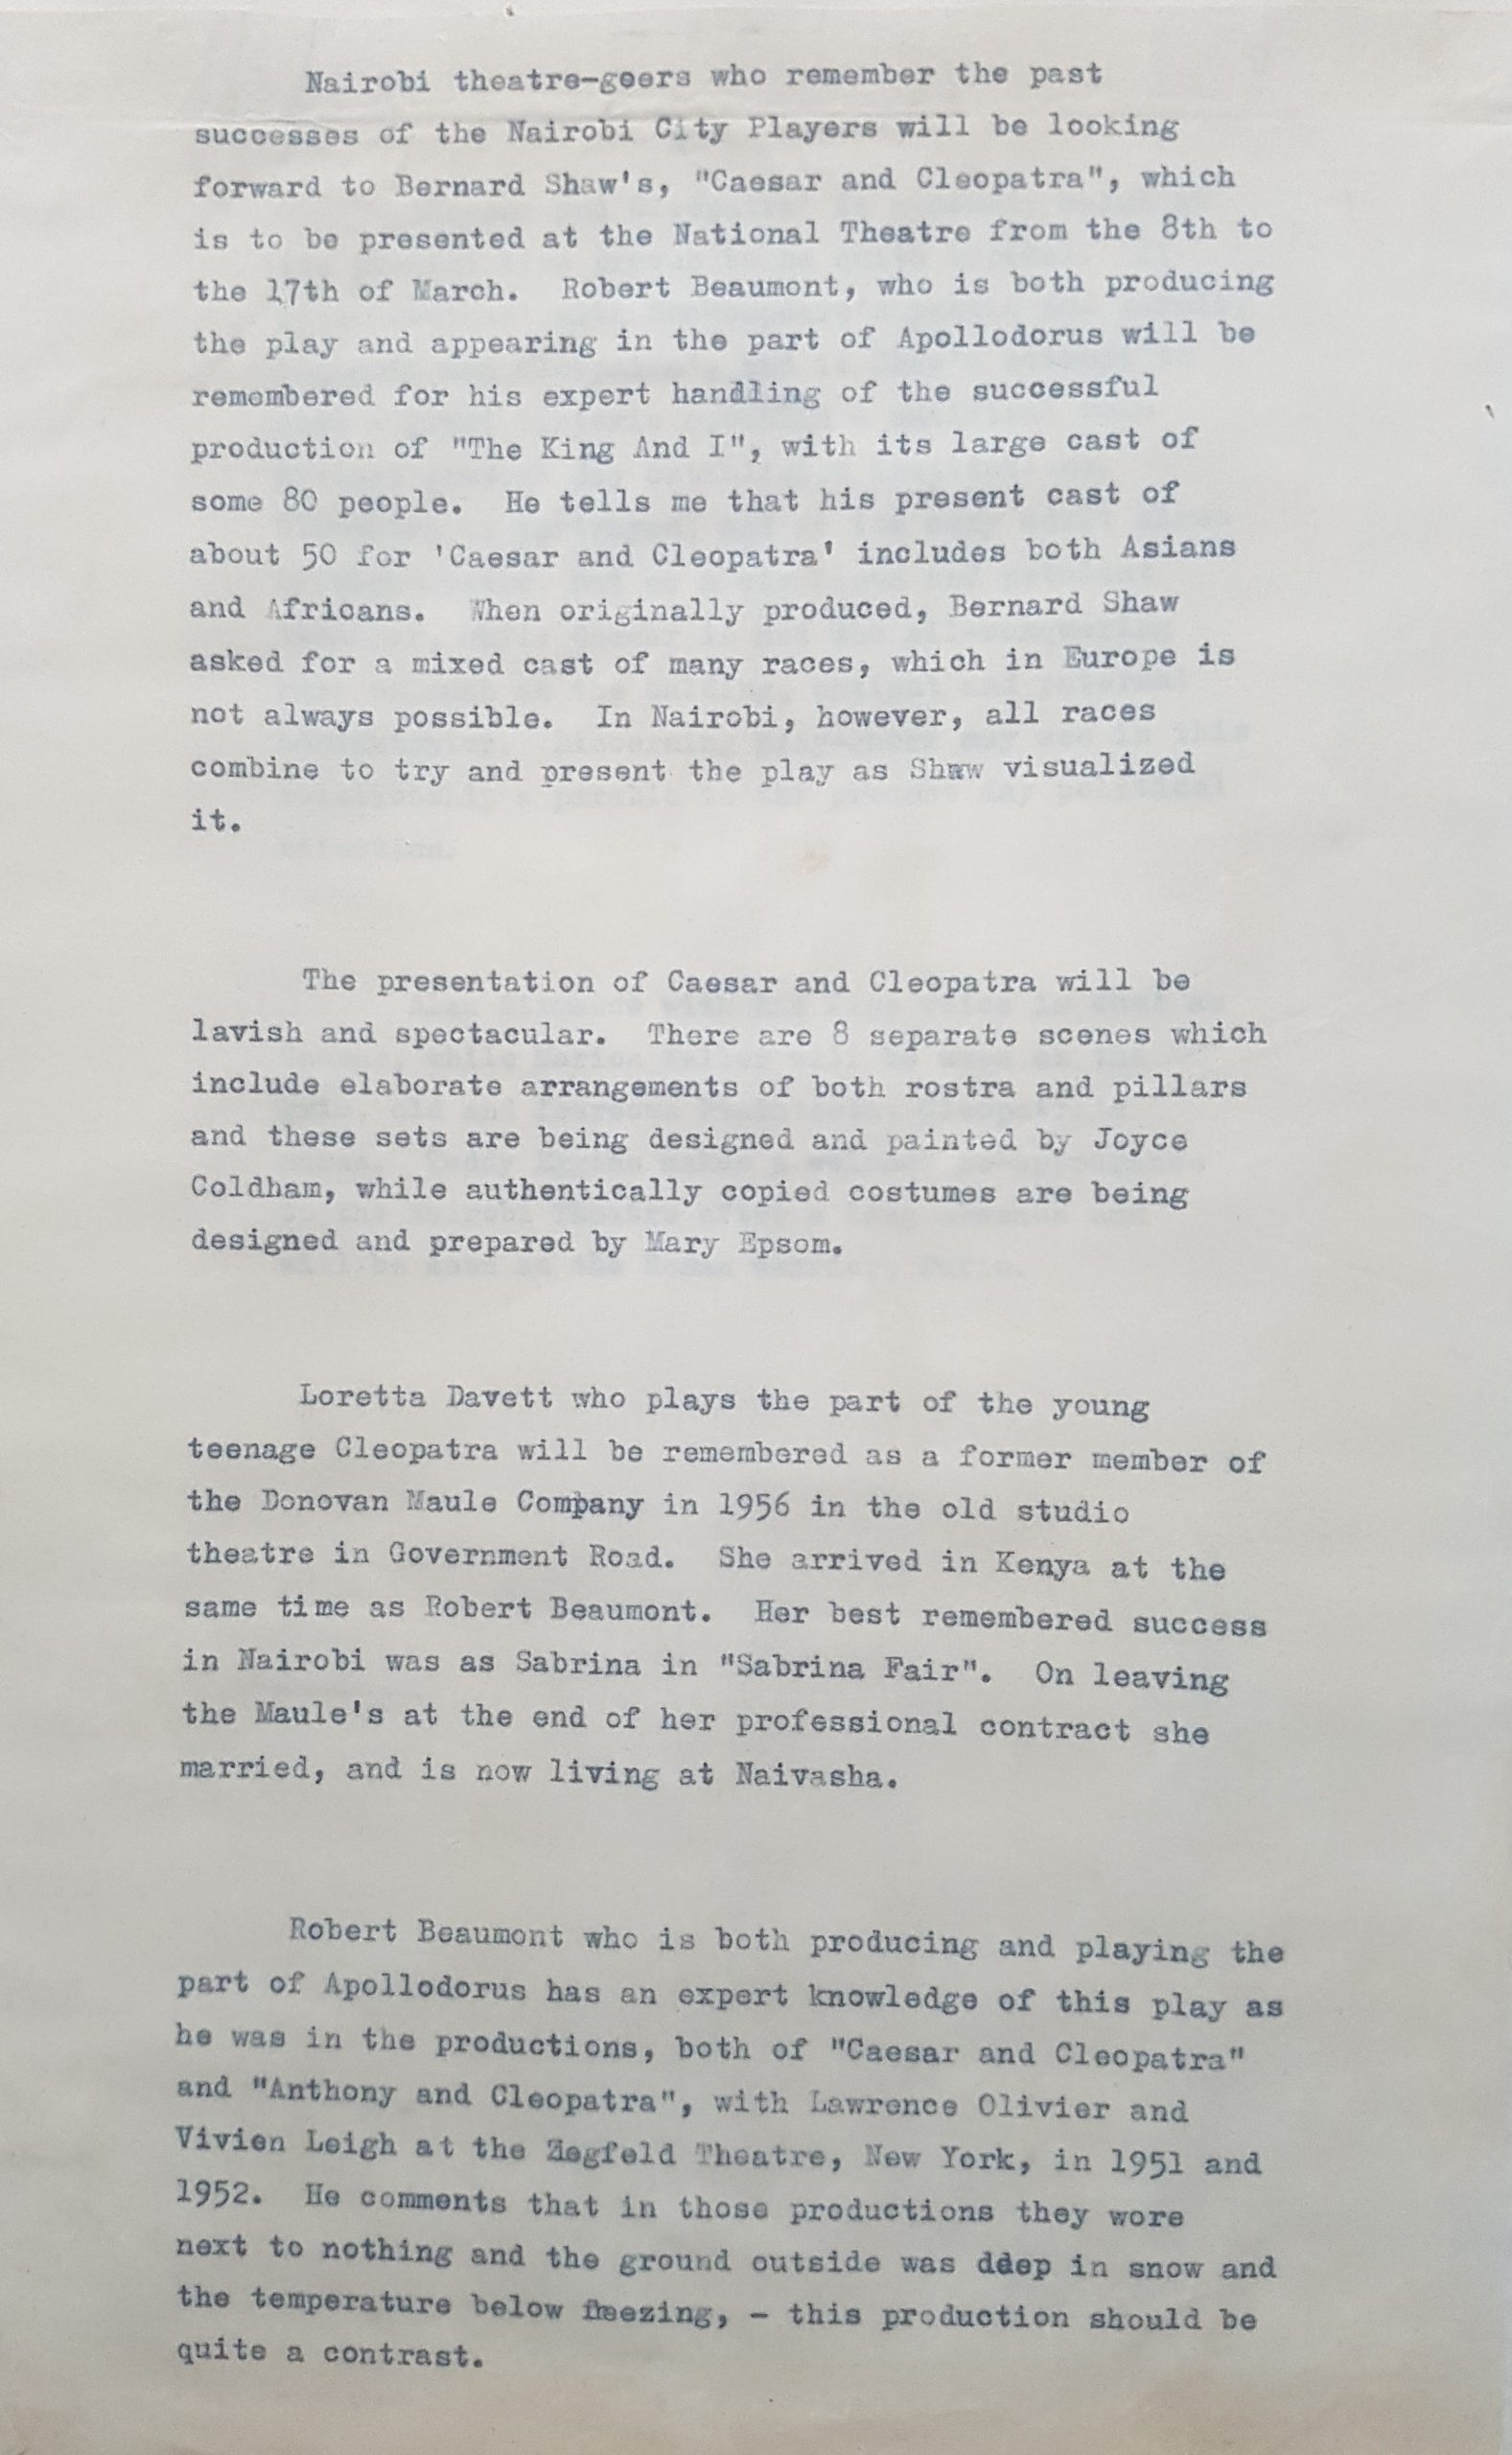 Nairobi theatre-goers who remember the past
successes of the Nairobi City Players will be looking
forward to Bernard Shaw's, "Caesar and Cleopatra", which
is to be presented at the National Theatre from the 8th to
the 17th of March. Robert Beaumont, who is both producing
the play and appearing in the part of Apollodorus will be
remembered for his expert handling of the successful
production of "The King And I", with its large cast of
some 80 people. He tells me that his present cast of
about 50 for 'Caesar and Cleopatra' includes both Asians
and Africans. When originally produced, Bernard Shaw
asked for a mixed cast of many races, which in Europe is
not always possible. In Nairobi, however, all races
combine to try and present the play as Shaw visualized
it.
The presentation of Caesar and Cleopatra will be
lavish and spectacular. There are 8 separate scenes which
include elaborate arrangements of both rostra and pillars
and these sets are being designed and painted by Joyce
Coldham, while authentically copied costumes are being
designed and prepared by Mary Epsom.
Loretta Davett who plays the part of the young
teenage Cleopatra will be remembered as a former member of
the Donovan Maule Company in 1956 in the old studio
theatre in Government Road. She arrived in Kenya at the
same time as Robert Beaumont. Her best remembered success
in Nairobi was as Sabrina in "Sabrina Fair". On leaving
the Maule's at the end of her professional contract she
married, and is now living at Naivasha.
Robert Beaumont who is both producing and playing the
part of Apollodorus has an expert knowledge of this play as
he was in the productions, both of "Caesar and Cleopatra"
and "Anthony and Cleopatra", with Lawrence Olivier and
Vivien Leigh at the Ziegfeld Theatre, New York, in 1951 and
1952. He comments that in those productions they wore
next to nothing and the ground outside was deep in snow and
the temperature below freezing, - this production should be
quite a contrast.